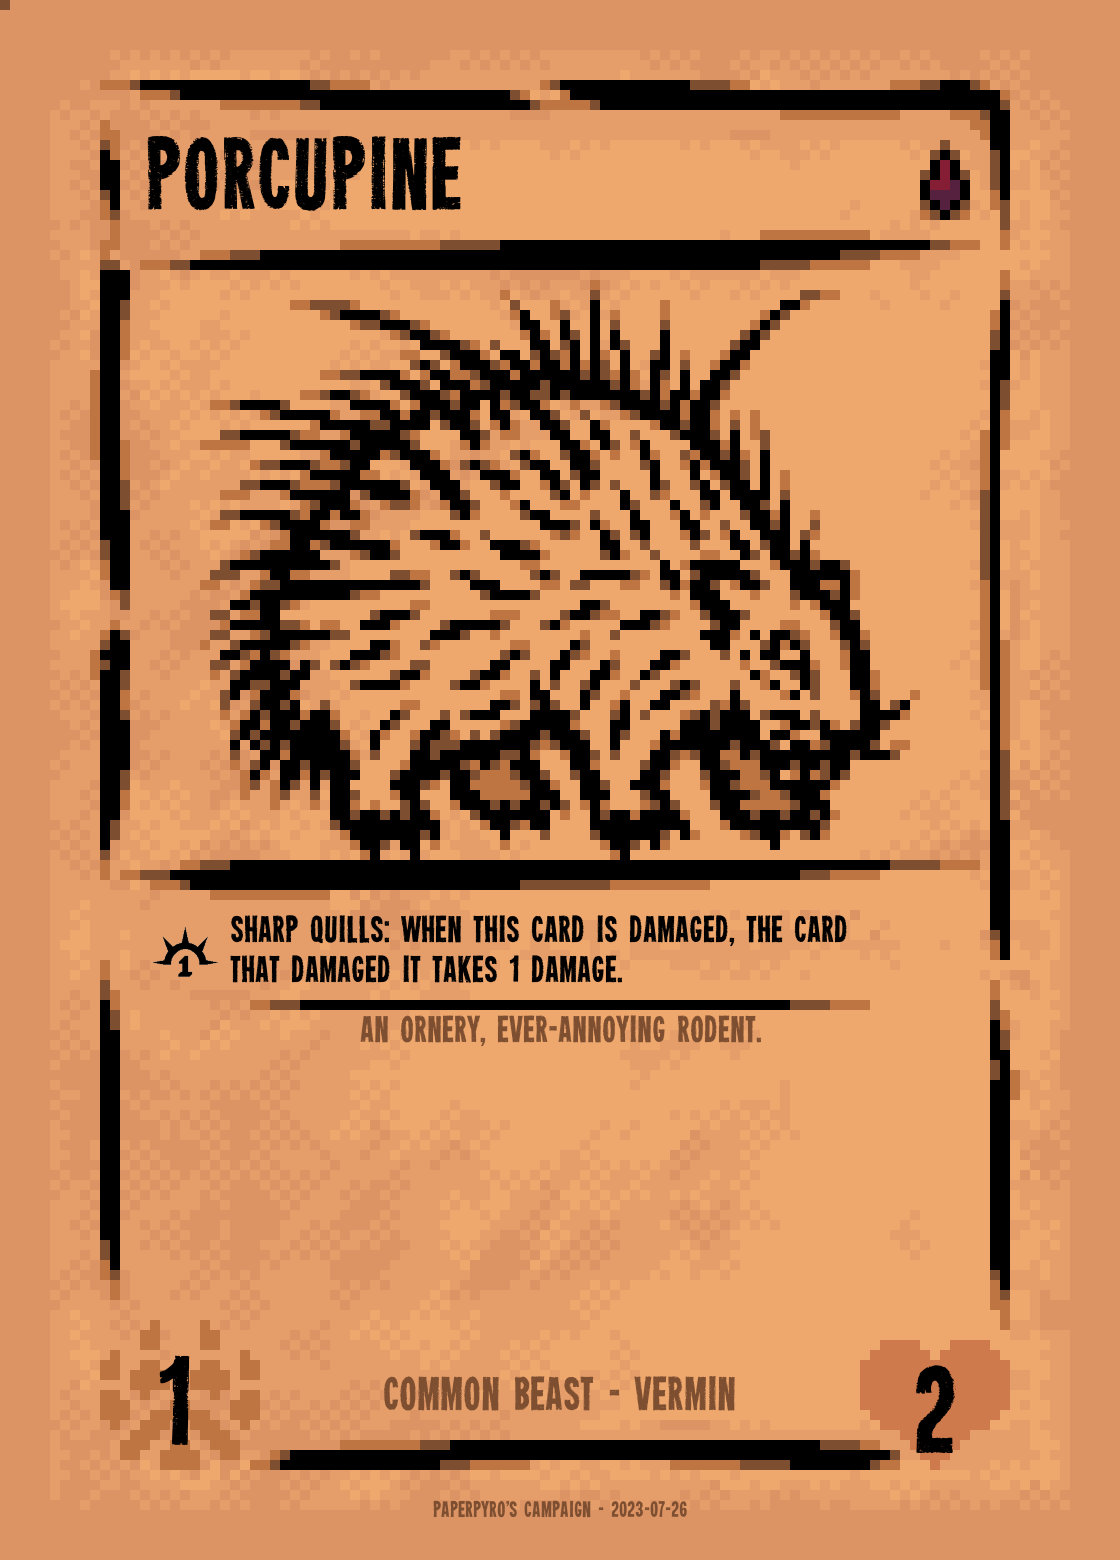 PORCUPINE
SHARP QUILLS: WHEN THIS CARD IS DAMAGED, THE CARD
1
THAT DAMAGED IT TAKES 1 DAMAGE.
AN ORNERY, EVER-ANNOYING RODENT.
1
COMMON BEAST - VERMIN
2
PAPERPYRO'S CAMPAIGN - 2023-07-26